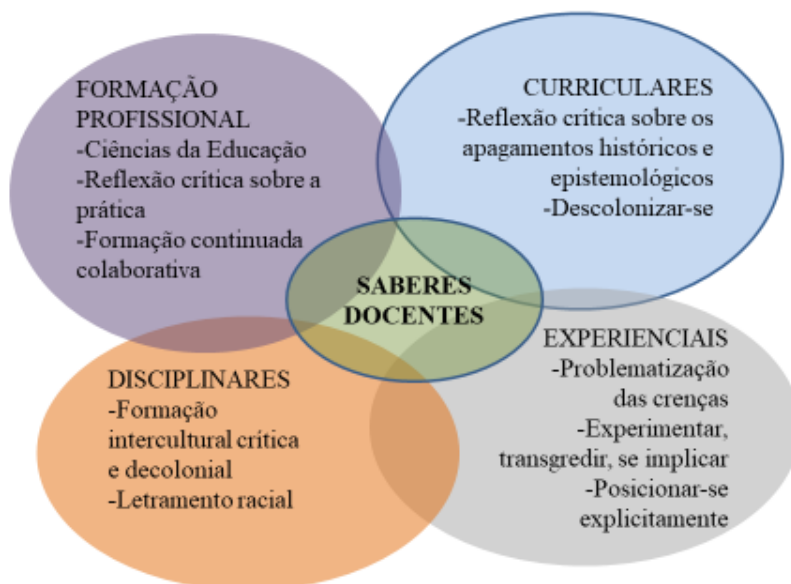 FORMAÇÃO
PROFISSIONAL
-Ciências da Educação
-Reflexão crítica sobre a
prática
-Formação continuada
colaborativa
CURRICULARES
-Reflexão crítica sobre os
apagamentos históricos e
epistemológicos
-Descolonizar-se
SABERES
DOCENTES
DISCIPLINARES
-Formação
intercultural crítica
e decolonial
-Letramento racial
EXPERIENCIAIS
-Problematização
das crenças
-Experimentar,
transgredir, se implicar
-Posicionar-se
explicitamente